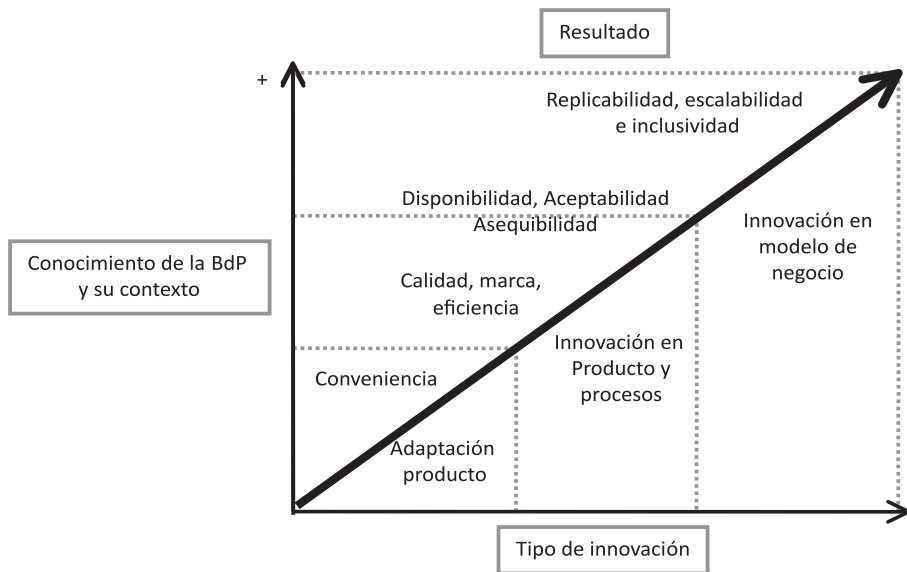 Resultado
+
Replicabilidad, escalabilidad
e inclusividad
Disponibilidad, Aceptabilidad
Asequibilidad
Innovación en
modelo de
negocio
Conocimiento de la BdP
y su contexto
Calidad, marca,
eficiencia
Innovación en
Producto y
procesos
Conveniencia
Adaptación
producto
Tipo de innovación